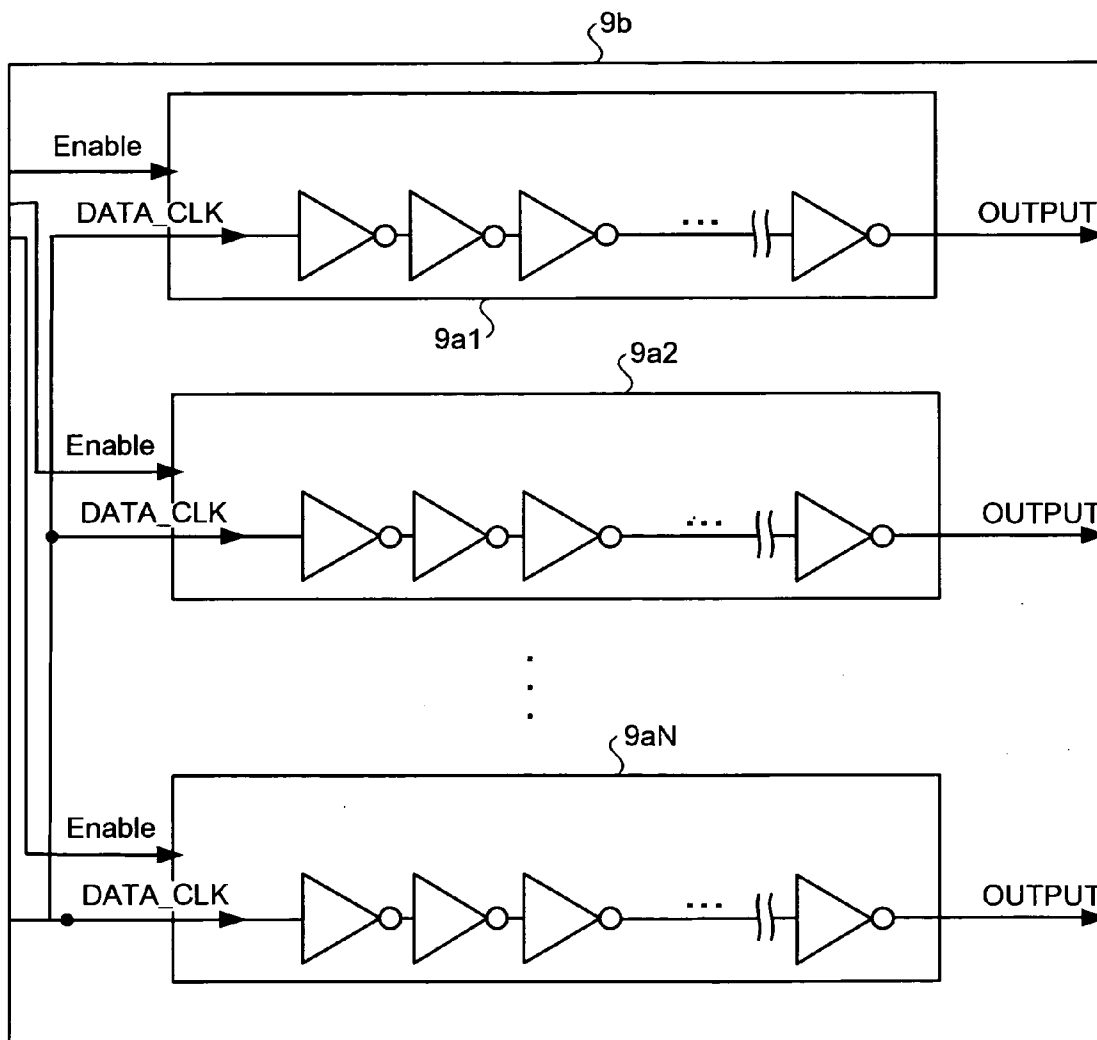 9b
Enable
DATA_CLK
...
OUTPUT
9a1
9a2
Enable
DATA_CLK
...
OUTPUT
9aN
Enable
DATA_CLK
...
OUTPUT